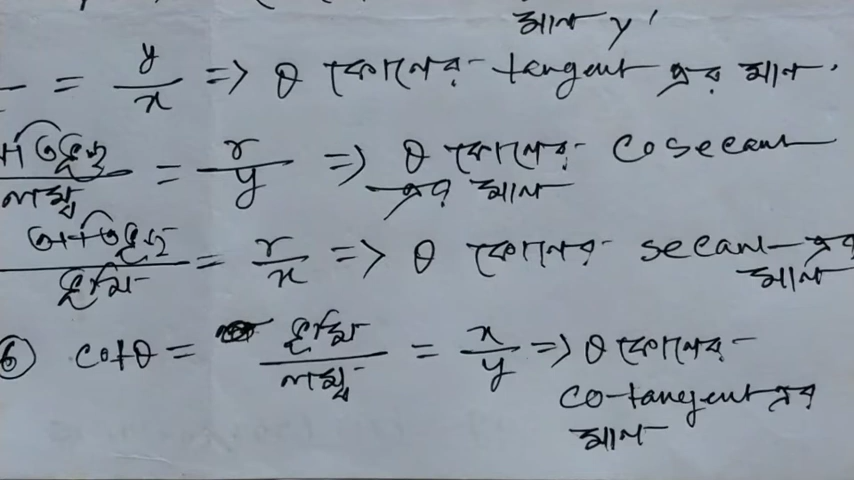 মান y'
= y/x => θ কোণের tangent এর মান.
অতিভুজ/লম্ব = r/y => θ কোণের cosecant
এর মান
অতিভুজ/ভূমি = r/x => θ কোণের secant এর
মান
⑥ cotθ = ভূমি/লম্ব = x/y => θ কোণের
co-tangent এর
মান